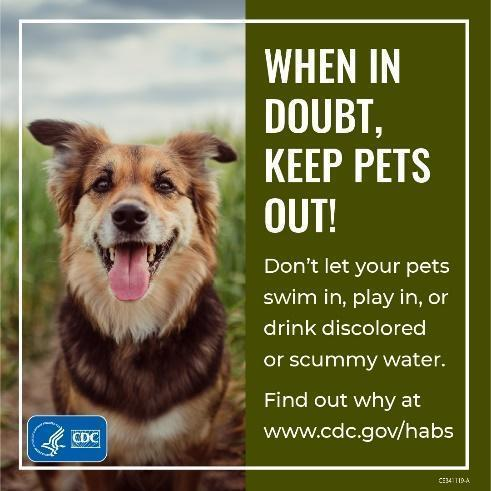 WHEN IN
DOUBT,
KEEP PETS
OUT!
Don't let your pets
swim in, play in, or
drink discolored
or scummy water.
Find out why at
www.cdc.gov/habs
CDC